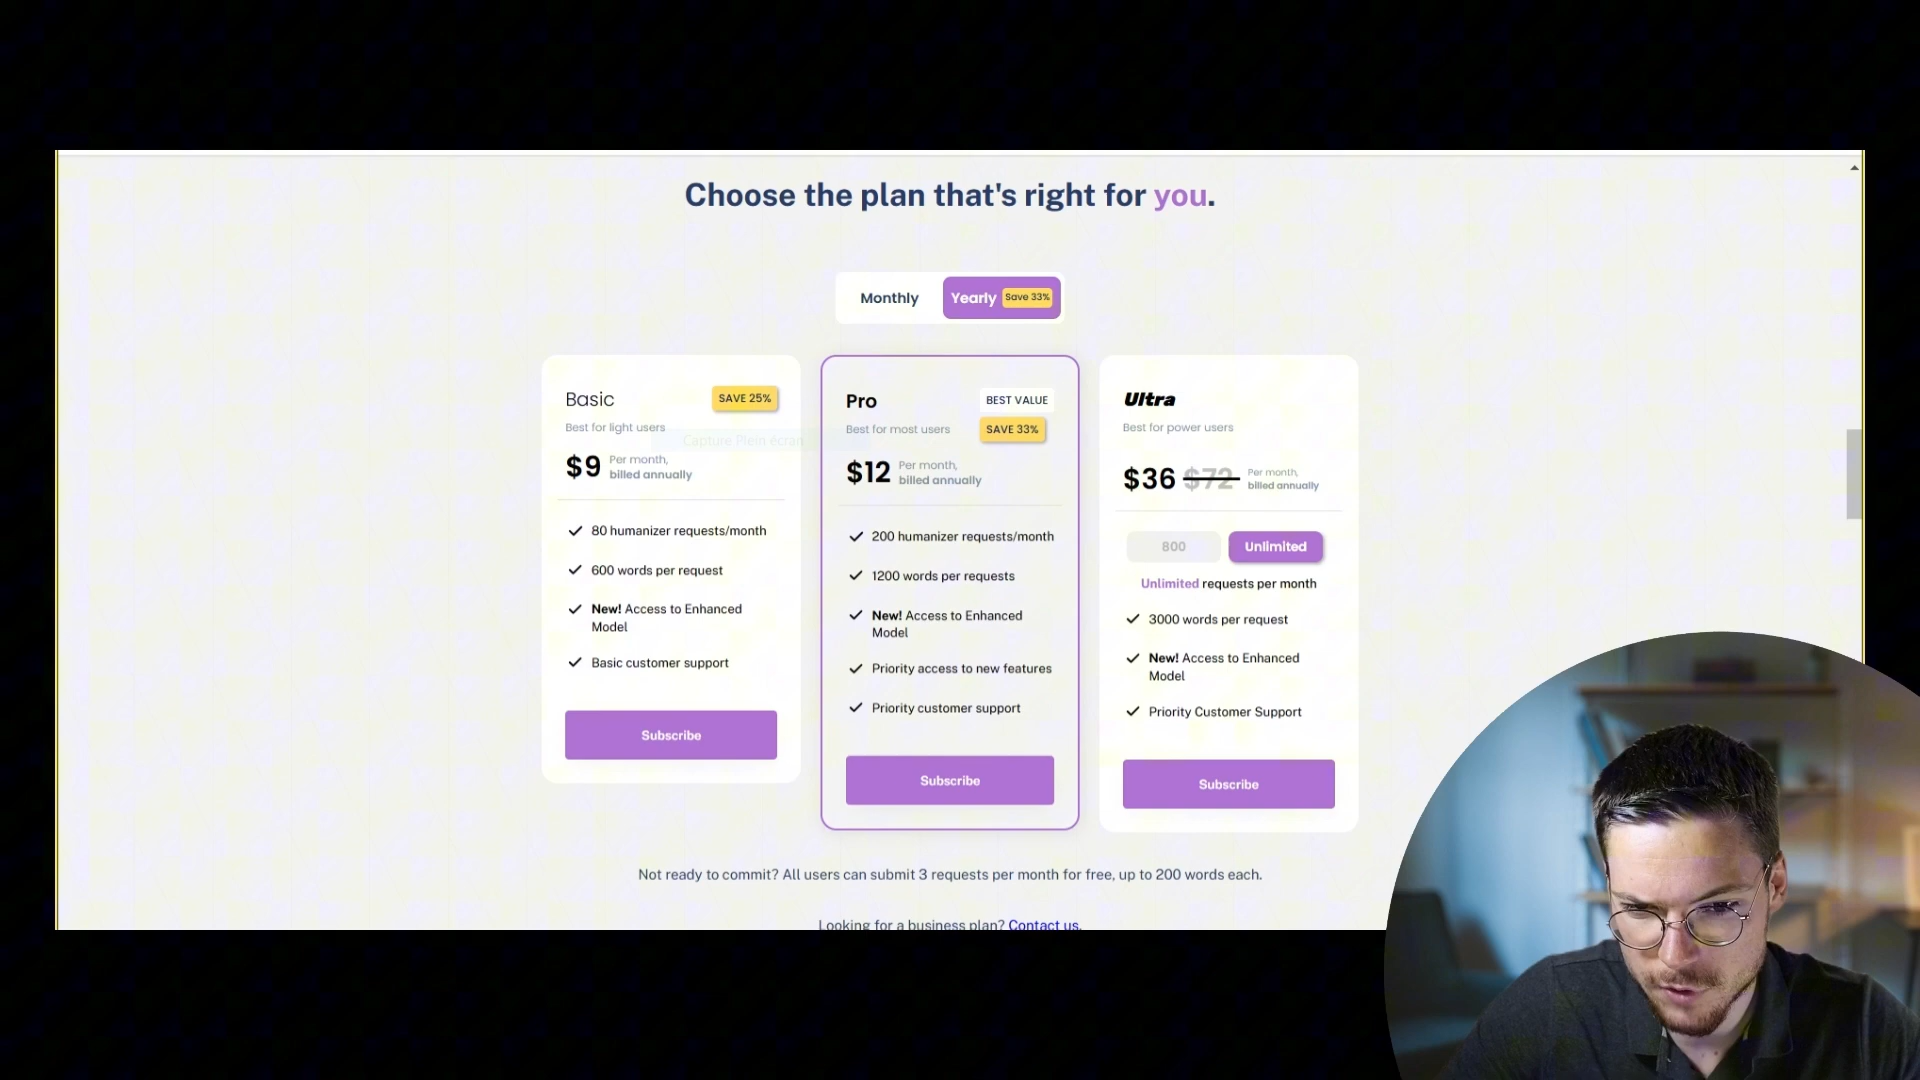 Choose the plan that's right for you.
Monthly
Yearly Save 33%
Basic
SAVE 25%
Best for light users
$9 Per month,
billed annually
80 humanizer requests/month
600 words per request
New! Access to Enhanced
Model
Basic customer support
Subscribe
Pro
BEST VALUE
Best for most users
SAVE 33%
$12 Per month,
billed annually
200 humanizer requests/month
1200 words per requests
New! Access to Enhanced
Model
Priority access to new features
Priority customer support
Subscribe
Ultra
Best for power users
$36 $72 Per month,
billed annually
800
Unlimited
Unlimited requests per month
3000 words per request
New! Access to Enhanced
Model
Priority Customer Support
Subscribe
Capture Plein écran
Not ready to commit? All users can submit 3 requests per month for free, up to 200 words each.
Looking for a business plan? Contact us.